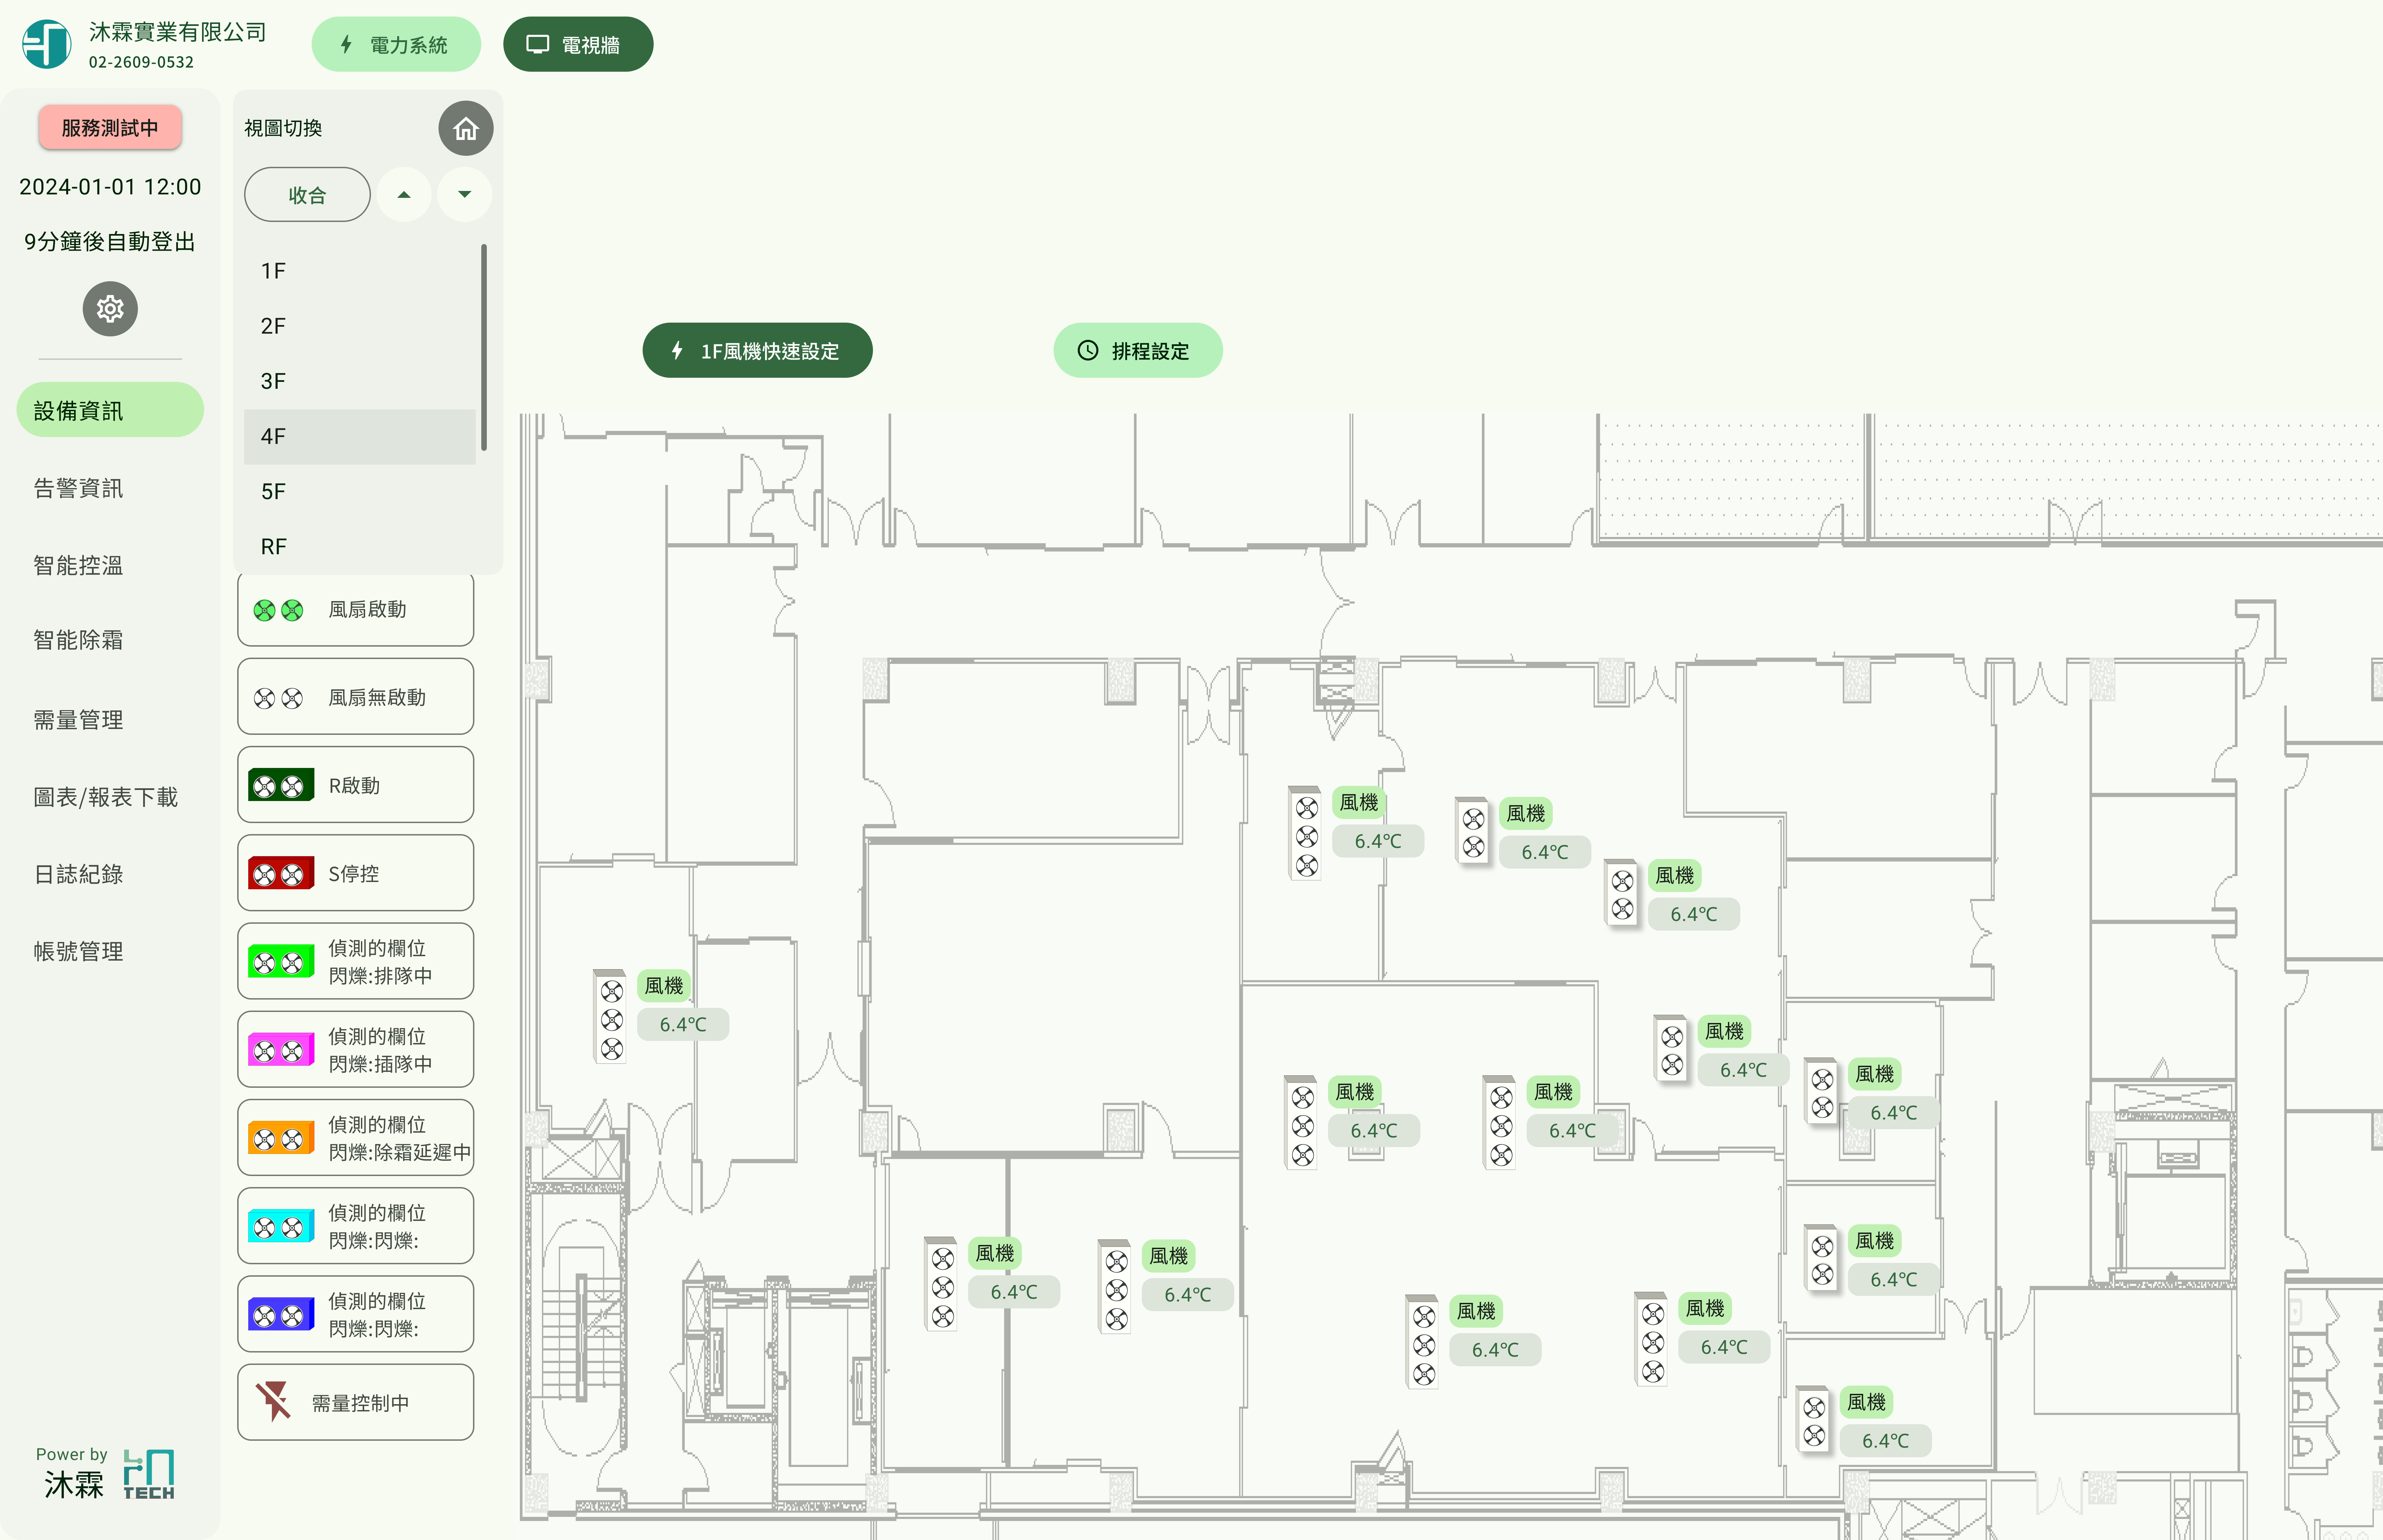 沐霖實業有限公司
02-2609-0532
電力系統
電視牆
服務測試中
2024-01-01 12:00
9分鐘後自動登出
設備資訊
告警資訊
智能控溫
智能除霜
需量管理
圖表/報表下載
日誌紀錄
帳號管理
Power by
沐霖
TECH
視圖切換
收合
1F
2F
3F
4F
5F
RF
風扇啟動
風扇無啟動
R啟動
S停控
偵測的欄位
閃爍:排隊中
偵測的欄位
閃爍:插隊中
偵測的欄位
閃爍:除霜延遲中
偵測的欄位
閃爍:閃爍:
偵測的欄位
閃爍:閃爍:
需量控制中
1F風機快速設定
排程設定
風機
6.4℃
風機
6.4℃
風機
6.4℃
風機
6.4℃
風機
6.4℃
風機
6.4℃
風機
6.4℃
風機
6.4℃
風機
6.4℃
風機
6.4℃
風機
6.4℃
風機
6.4℃
風機
6.4℃
風機
6.4℃